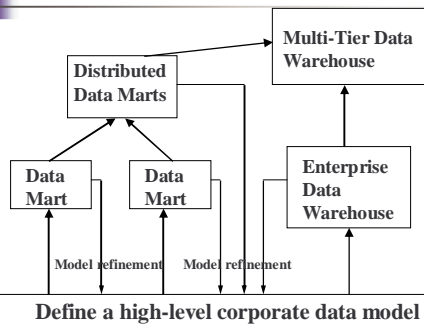 Multi-Tier Data
Warehouse
Distributed
Data Marts
Data
Mart
Data
Mart
Enterprise
Data
Warehouse
Model refinement
Model refinement
Define a high-level corporate data model